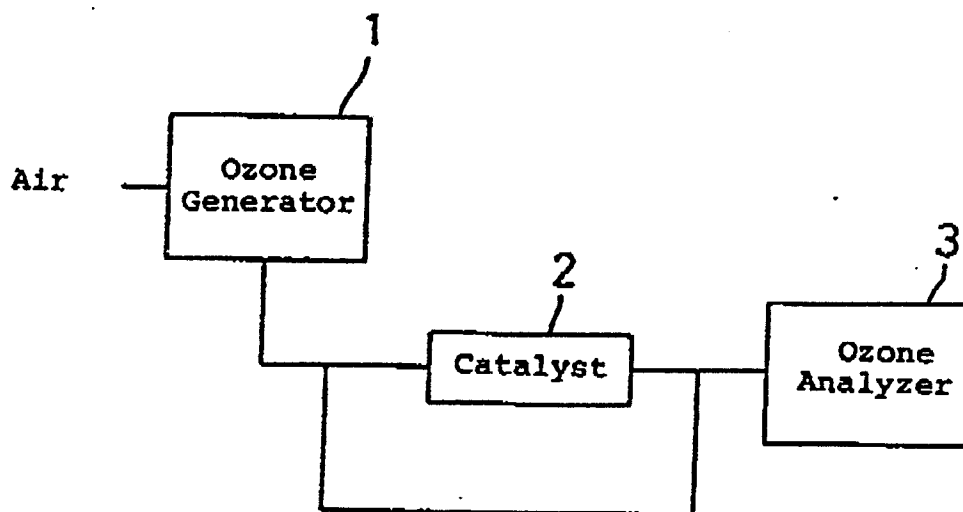 1
Air
Ozone
Generator
2
Catalyst
3
Ozone
Analyzer